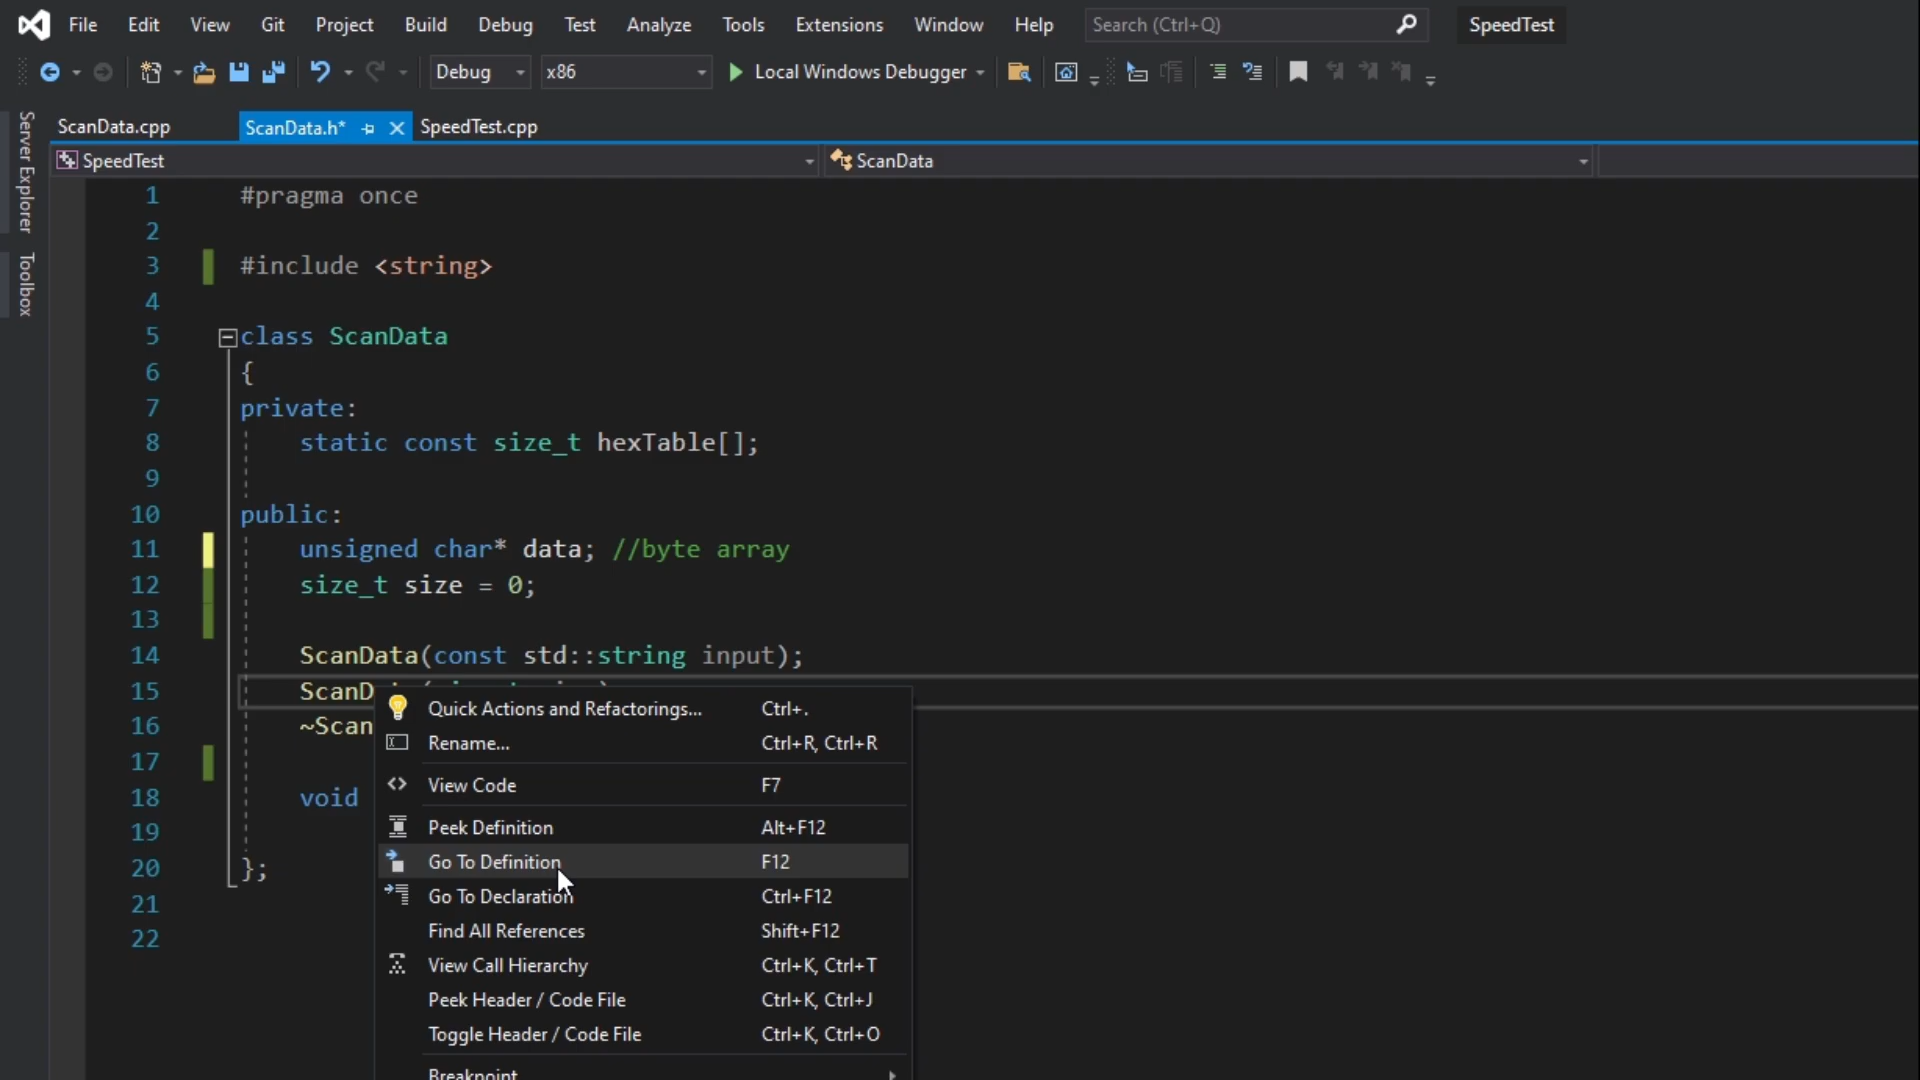 File Edit View Git Project Build Debug Test Analyze Tools Extensions Window Help Search (Ctrl+Q) SpeedTest
Debug x86 Local Windows Debugger
Server Explorer
Toolbox
ScanData.cpp ScanData.h* SpeedTest.cpp
SpeedTest ScanData
1 #pragma once
2
3 #include <string>
4
5 class ScanData
6 {
7 private:
8 static const size_t hexTable[];
9
10 public:
11 unsigned char* data; //byte array
12 size_t size = 0;
13
14 ScanData(const std::string input);
15 ScanD
16 ~Scan
17
18 void
19
20 };
21
22
Quick Actions and Refactorings... Ctrl+.
Rename... Ctrl+R, Ctrl+R
View Code F7
Peek Definition Alt+F12
Go To Definition F12
Go To Declaration Ctrl+F12
Find All References Shift+F12
View Call Hierarchy Ctrl+K, Ctrl+T
Peek Header / Code File Ctrl+K, Ctrl+J
Toggle Header / Code File Ctrl+K, Ctrl+O
Breakpoint